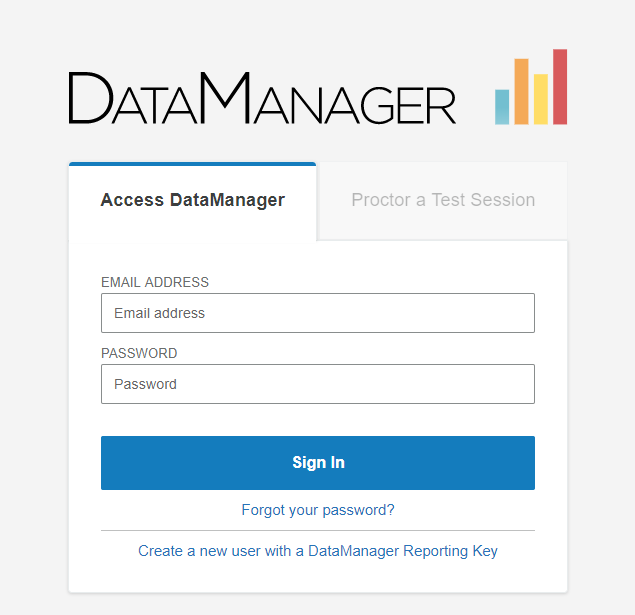 DATAMANAGER
Access DataManager
Proctor a Test Session
EMAIL ADDRESS
Email address
PASSWORD
Password
Sign In
Forgot your password?
Create a new user with a DataManager Reporting Key